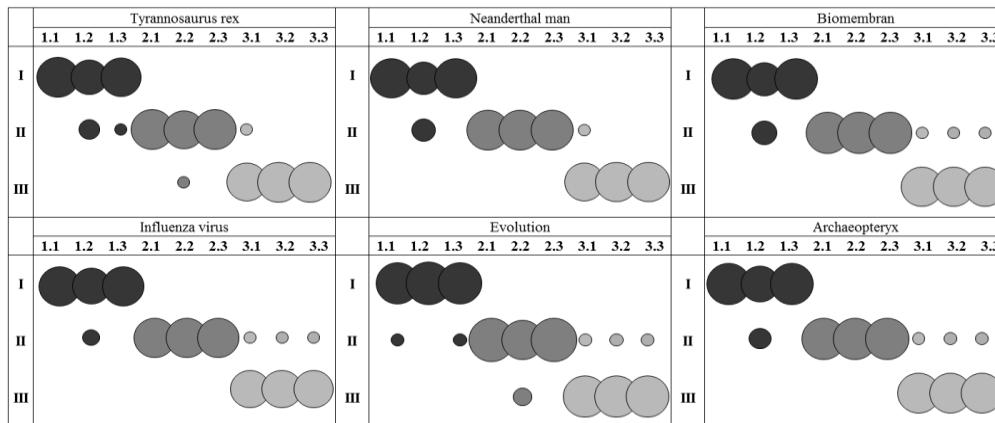 Tyrannosaurus rex Neanderthal man Biomembran
1.1 1.2 1.3 2.1 2.2 2.3 3.1 3.2 3.3 1.1 1.2 1.3 2.1 2.2 2.3 3.1 3.2 3.3 1.1 1.2 1.3 2.1 2.2 2.3 3.1 3.2 3.3
I I I
II II II
III III III
Influenza virus Evolution Archaeopteryx
1.1 1.2 1.3 2.1 2.2 2.3 3.1 3.2 3.3 1.1 1.2 1.3 2.1 2.2 2.3 3.1 3.2 3.3 1.1 1.2 1.3 2.1 2.2 2.3 3.1 3.2 3.3
I I I
II II II
III III III